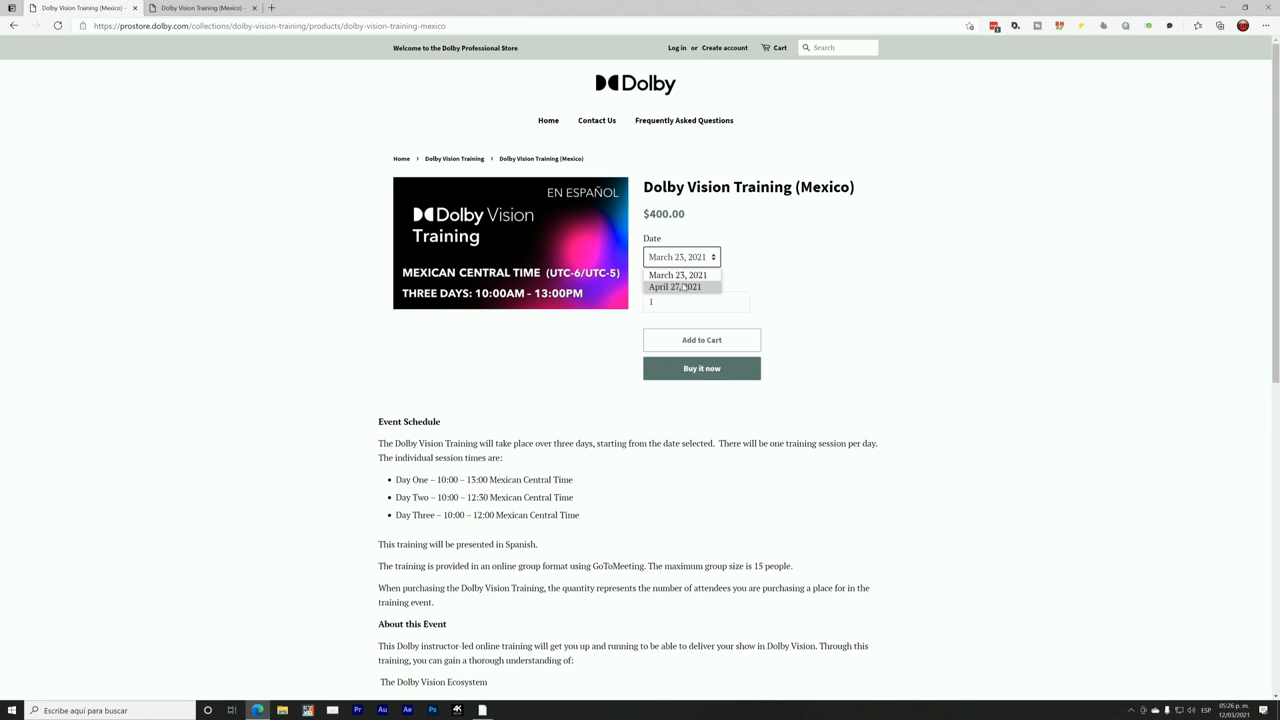 Dolby Vision Training (Mexico) –
Dolby Vision Training (Mexico) –
https://prostore.dolby.com/collections/dolby-vision-training/products/dolby-vision-training-mexico
Welcome to the Dolby Professional Store
Log in or Create account
Cart
Search
Dolby
Home
Contact Us
Frequently Asked Questions
Home › Dolby Vision Training › Dolby Vision Training (Mexico)
EN ESPAÑOL
Dolby Vision
Training
MEXICAN CENTRAL TIME (UTC-6/UTC-5)
THREE DAYS: 10:00AM – 13:00PM
Dolby Vision Training (Mexico)
$400.00
Date
March 23, 2021
March 23, 2021
April 27, 2021
1
Add to Cart
Buy it now
Event Schedule
The Dolby Vision Training will take place over three days, starting from the date selected. There will be one training session per day.
The individual session times are:
• Day One – 10:00 – 13:00 Mexican Central Time
• Day Two – 10:00 – 12:30 Mexican Central Time
• Day Three – 10:00 – 12:00 Mexican Central Time
This training will be presented in Spanish.
The training is provided in an online group format using GoToMeeting. The maximum group size is 15 people.
When purchasing the Dolby Vision Training, the quantity represents the number of attendees you are purchasing a place for in the
training event.
About this Event
This Dolby instructor-led online training will get you up and running to be able to deliver your show in Dolby Vision. Through this
training, you can gain a thorough understanding of:
The Dolby Vision Ecosystem
Escribe aquí para buscar
Pr
Au
Ae
Ps
4K
ESP
05:26 p. m.
12/03/2021